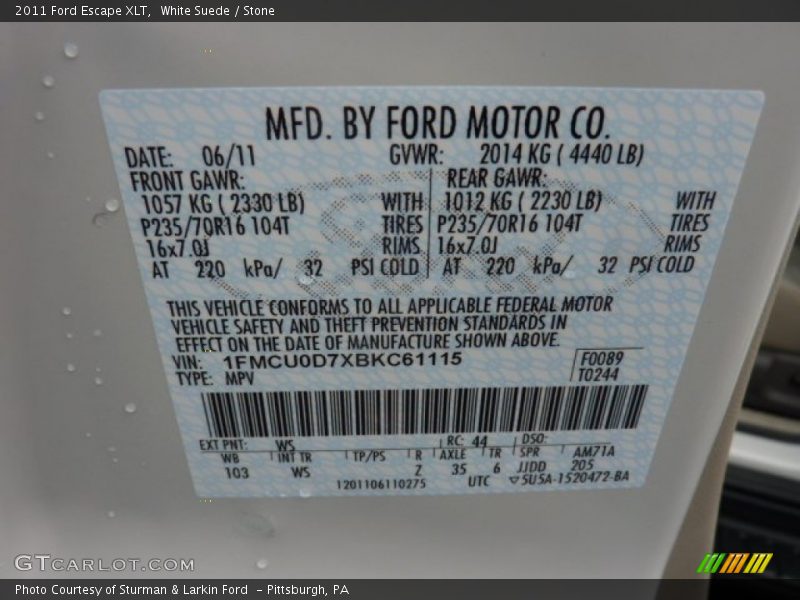 2011 Ford Escape XLT, White Suede / Stone
MFD. BY FORD MOTOR CO.
DATE: 06/11 GVWR: 2014 KG ( 4440 LB)
FRONT GAWR: REAR GAWR:
1057 KG ( 2330 LB) WITH 1012 KG ( 2230 LB) WITH
P235/70R16 104T TIRES P235/70R16 104T TIRES
16x7.0J RIMS 16x7.0J RIMS
AT 220 kPa/ 32 PSI COLD AT 220 kPa/ 32 PSI COLD
THIS VEHICLE CONFORMS TO ALL APPLICABLE FEDERAL MOTOR
VEHICLE SAFETY AND THEFT PREVENTION STANDARDS IN
EFFECT ON THE DATE OF MANUFACTURE SHOWN ABOVE.
VIN: 1FMCU0D7XBKC61115 F0089
TYPE: MPV T0244
EXT PNT: WS RC: 44 DSO:
WB INT TR TP/PS R AXLE TR SPR AM71A
103 WS Z 35 6 JJDD 205
1201106110275 UTC 5U5A-1520472-BA
GTCARLOT.COM
Photo Courtesy of Sturman & Larkin Ford - Pittsburgh, PA